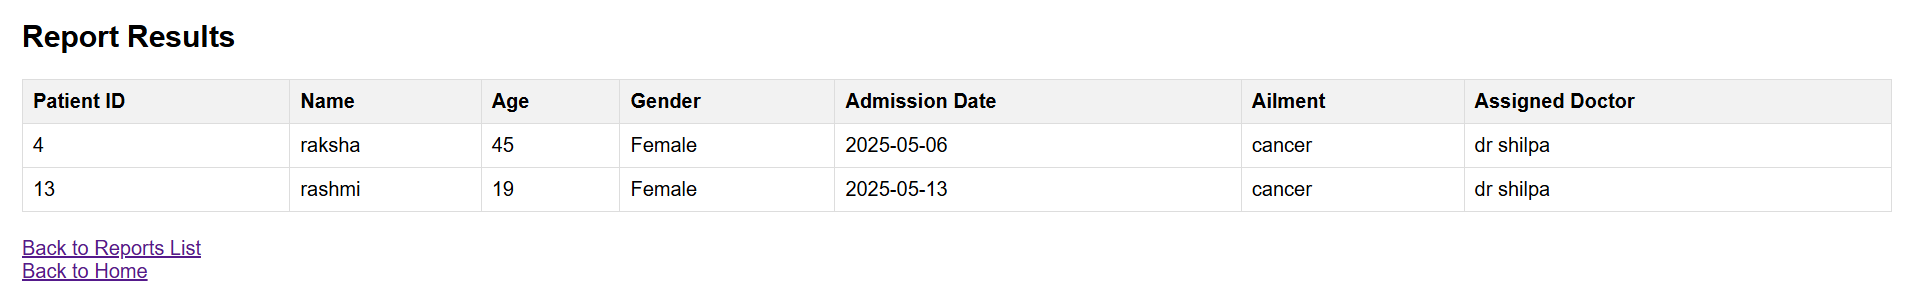 Report Results
Patient ID Name Age Gender Admission Date Ailment Assigned Doctor
4 raksha 45 Female 2025-05-06 cancer dr shilpa
13 rashmi 19 Female 2025-05-13 cancer dr shilpa
Back to Reports List
Back to Home